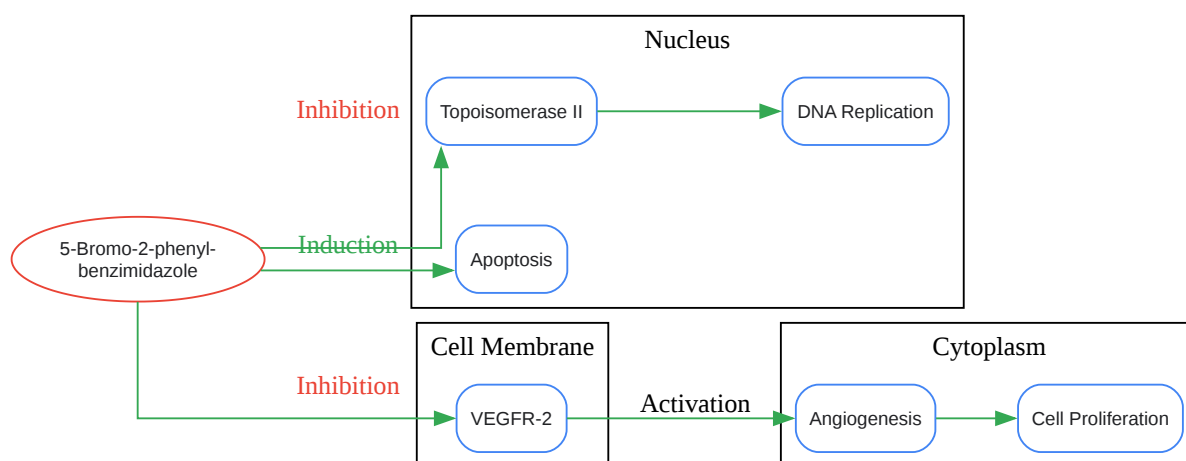 Nucleus
Inhibition
Topoisomerase II
DNA Replication
5-Bromo-2-phenyl-
benzimidazole
Induction
Apoptosis
Cell Membrane
Cytoplasm
Inhibition
VEGFR-2
Activation
Angiogenesis
Cell Proliferation